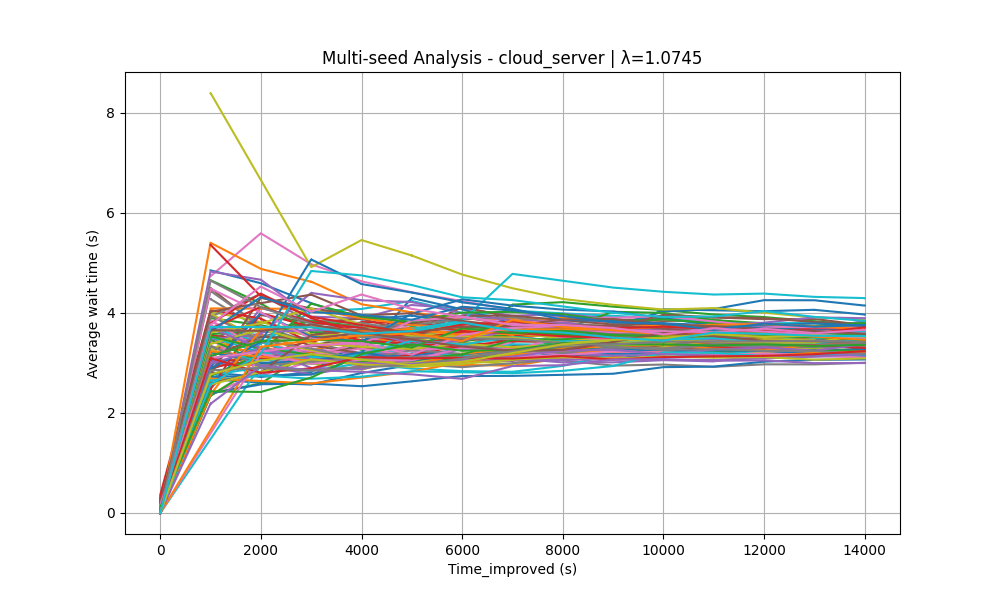 Multi-seed Analysis - cloud_server | λ=1.0745
8
6
4
2
0
Average wait time (s)
0 2000 4000 6000 8000 10000 12000 14000
Time_improved (s)